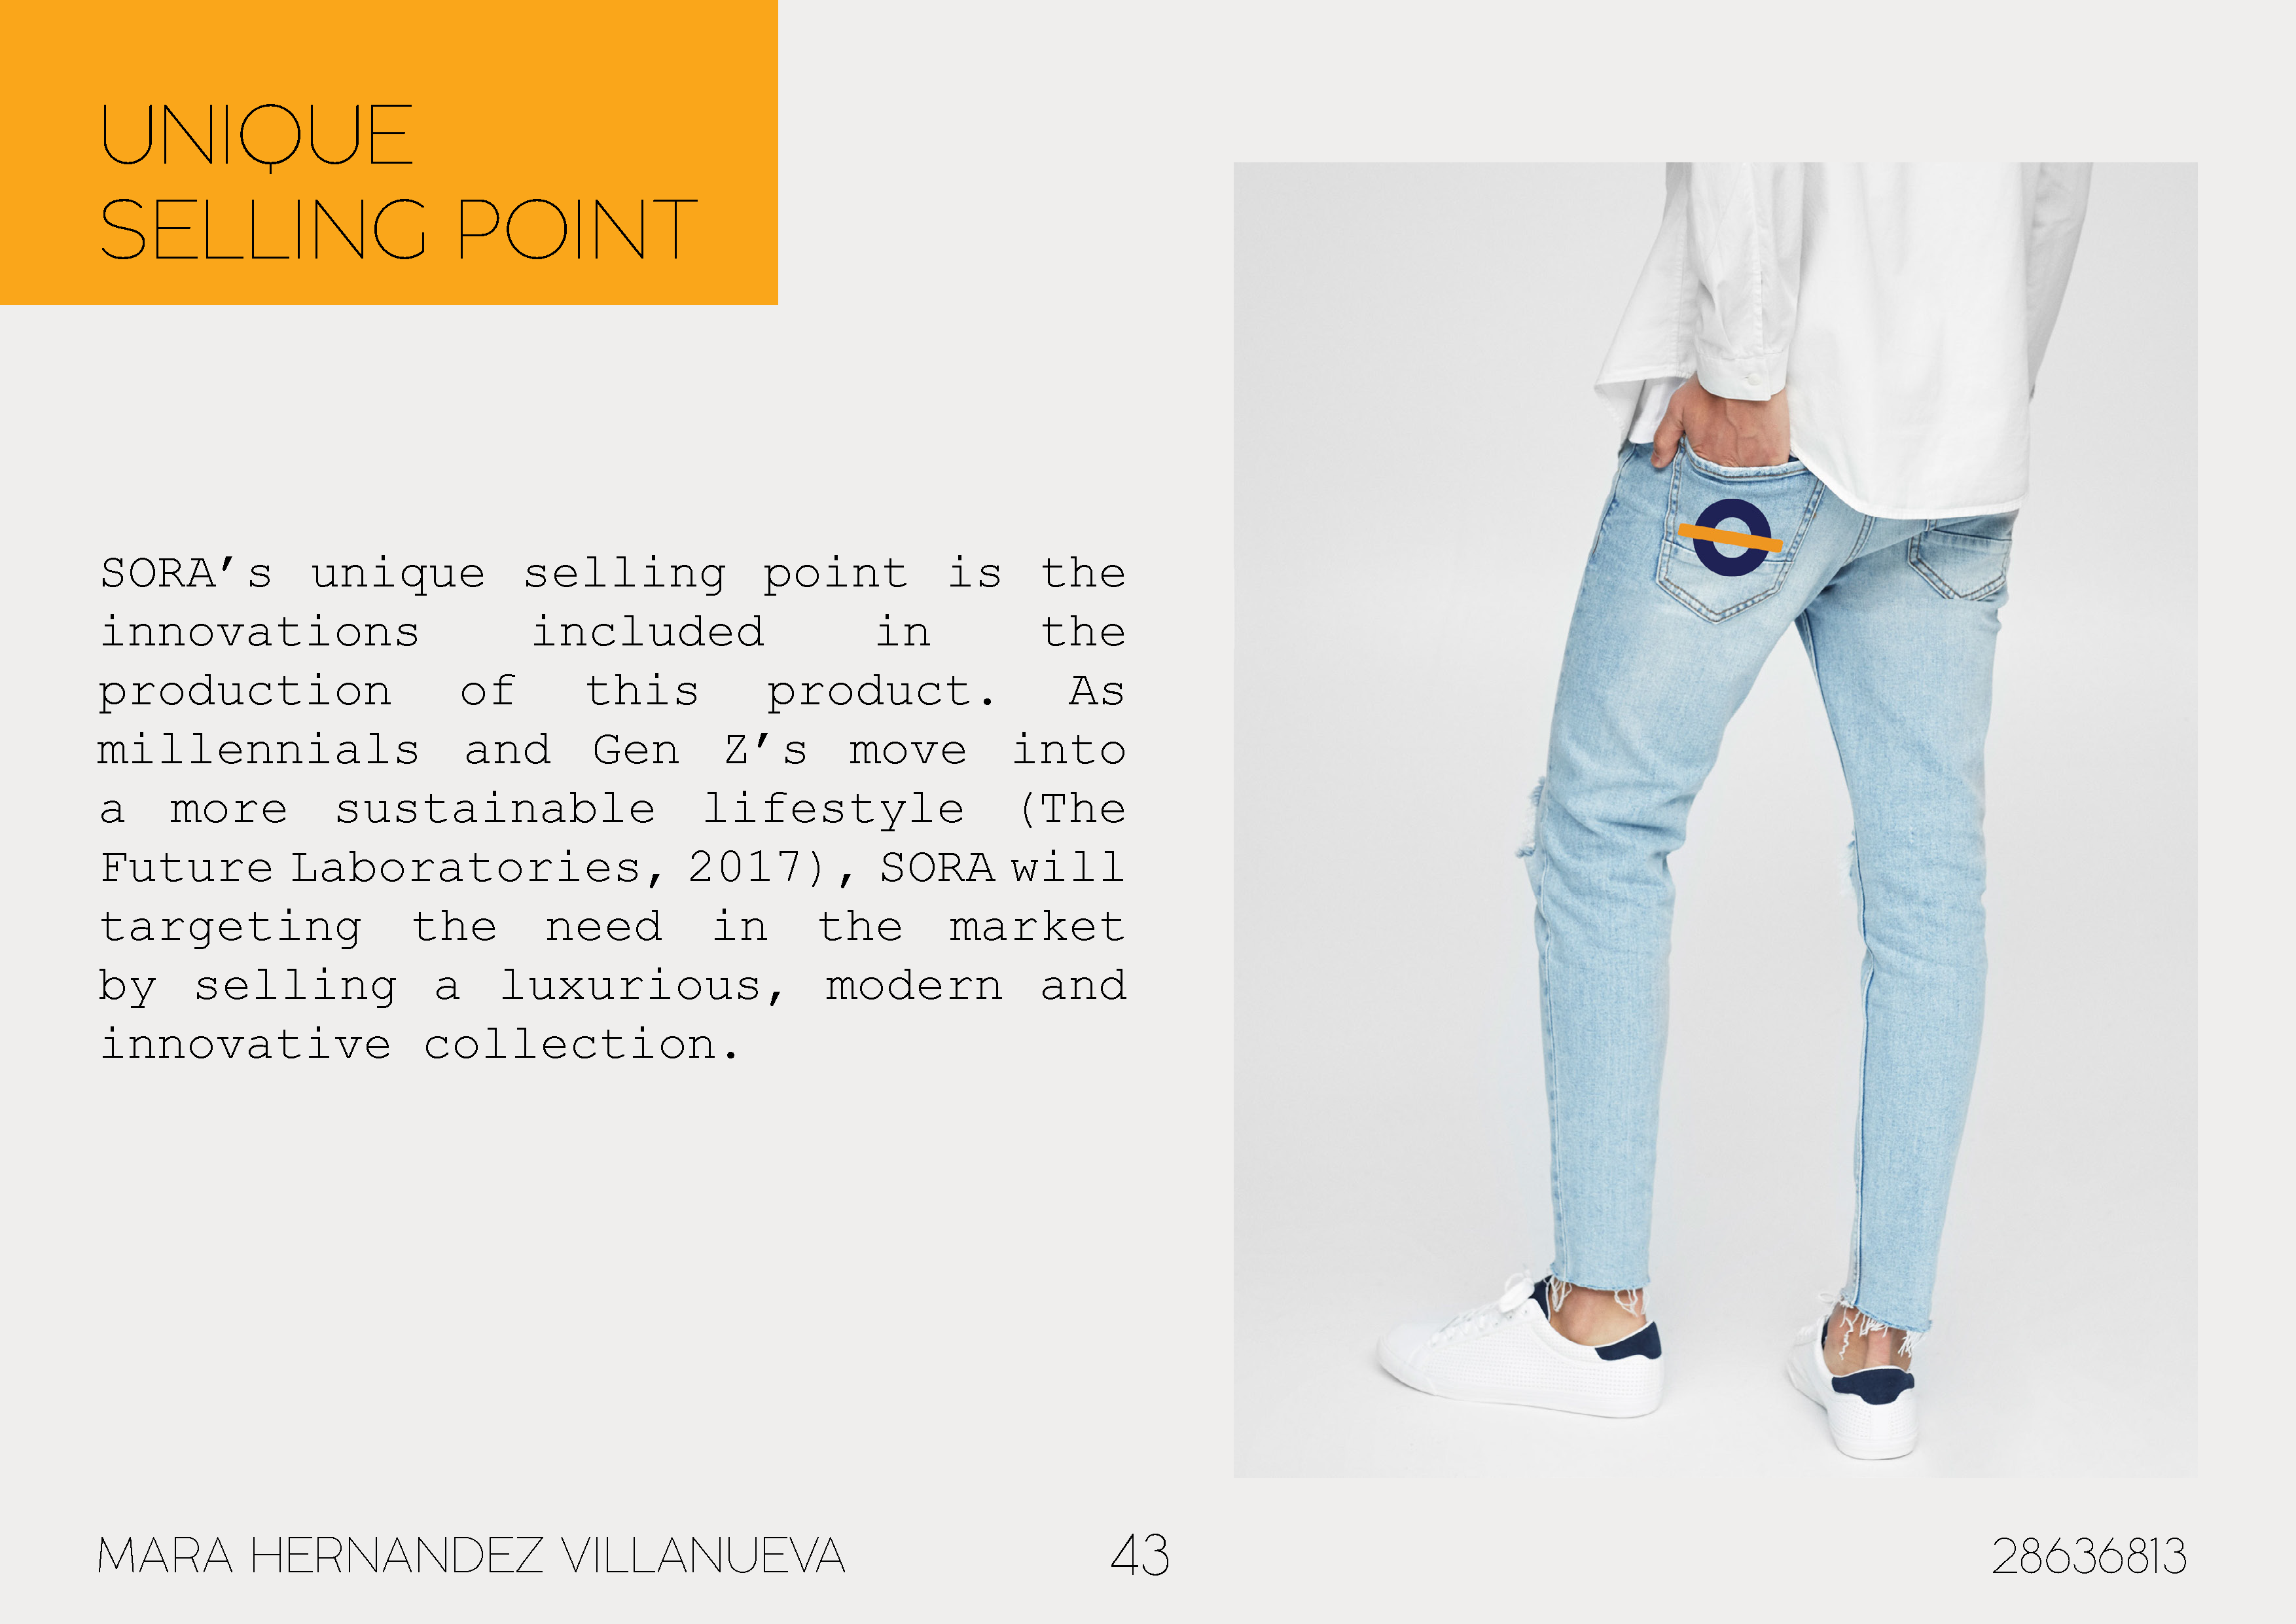 UNIQUE
SELLING POINT
SORA’s unique selling point is the
innovations included in the
production of this product. As
millennials and Gen Z’s move into
a more sustainable lifestyle (The
Future Laboratories, 2017), SORA will
targeting the need in the market
by selling a luxurious, modern and
innovative collection.
MARA HERNANDEZ VILLANUEVA
43
28636813